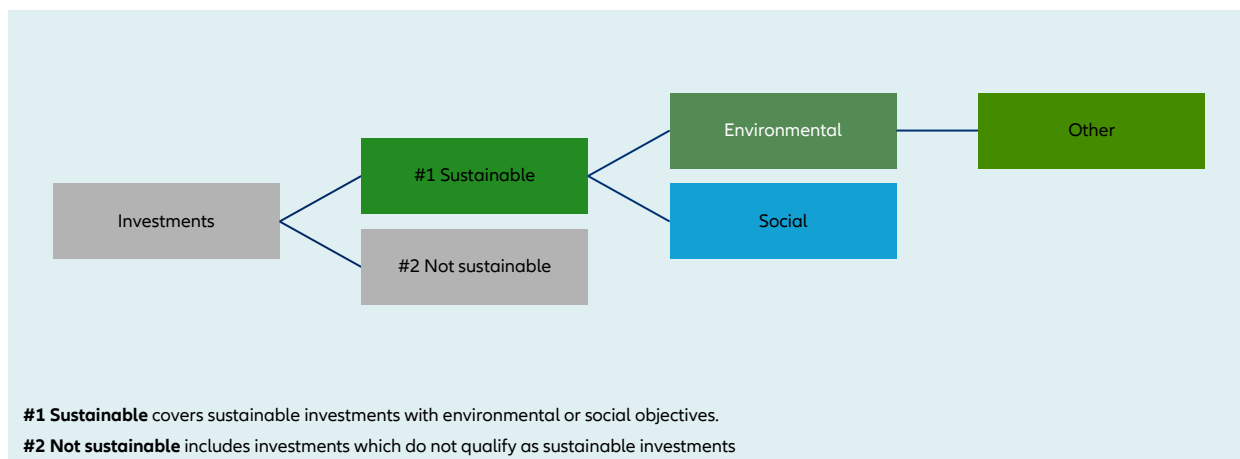 Investments
#1 Sustainable
#2 Not sustainable
Environmental
Social
Other
#1 Sustainable covers sustainable investments with environmental or social objectives.
#2 Not sustainable includes investments which do not qualify as sustainable investments